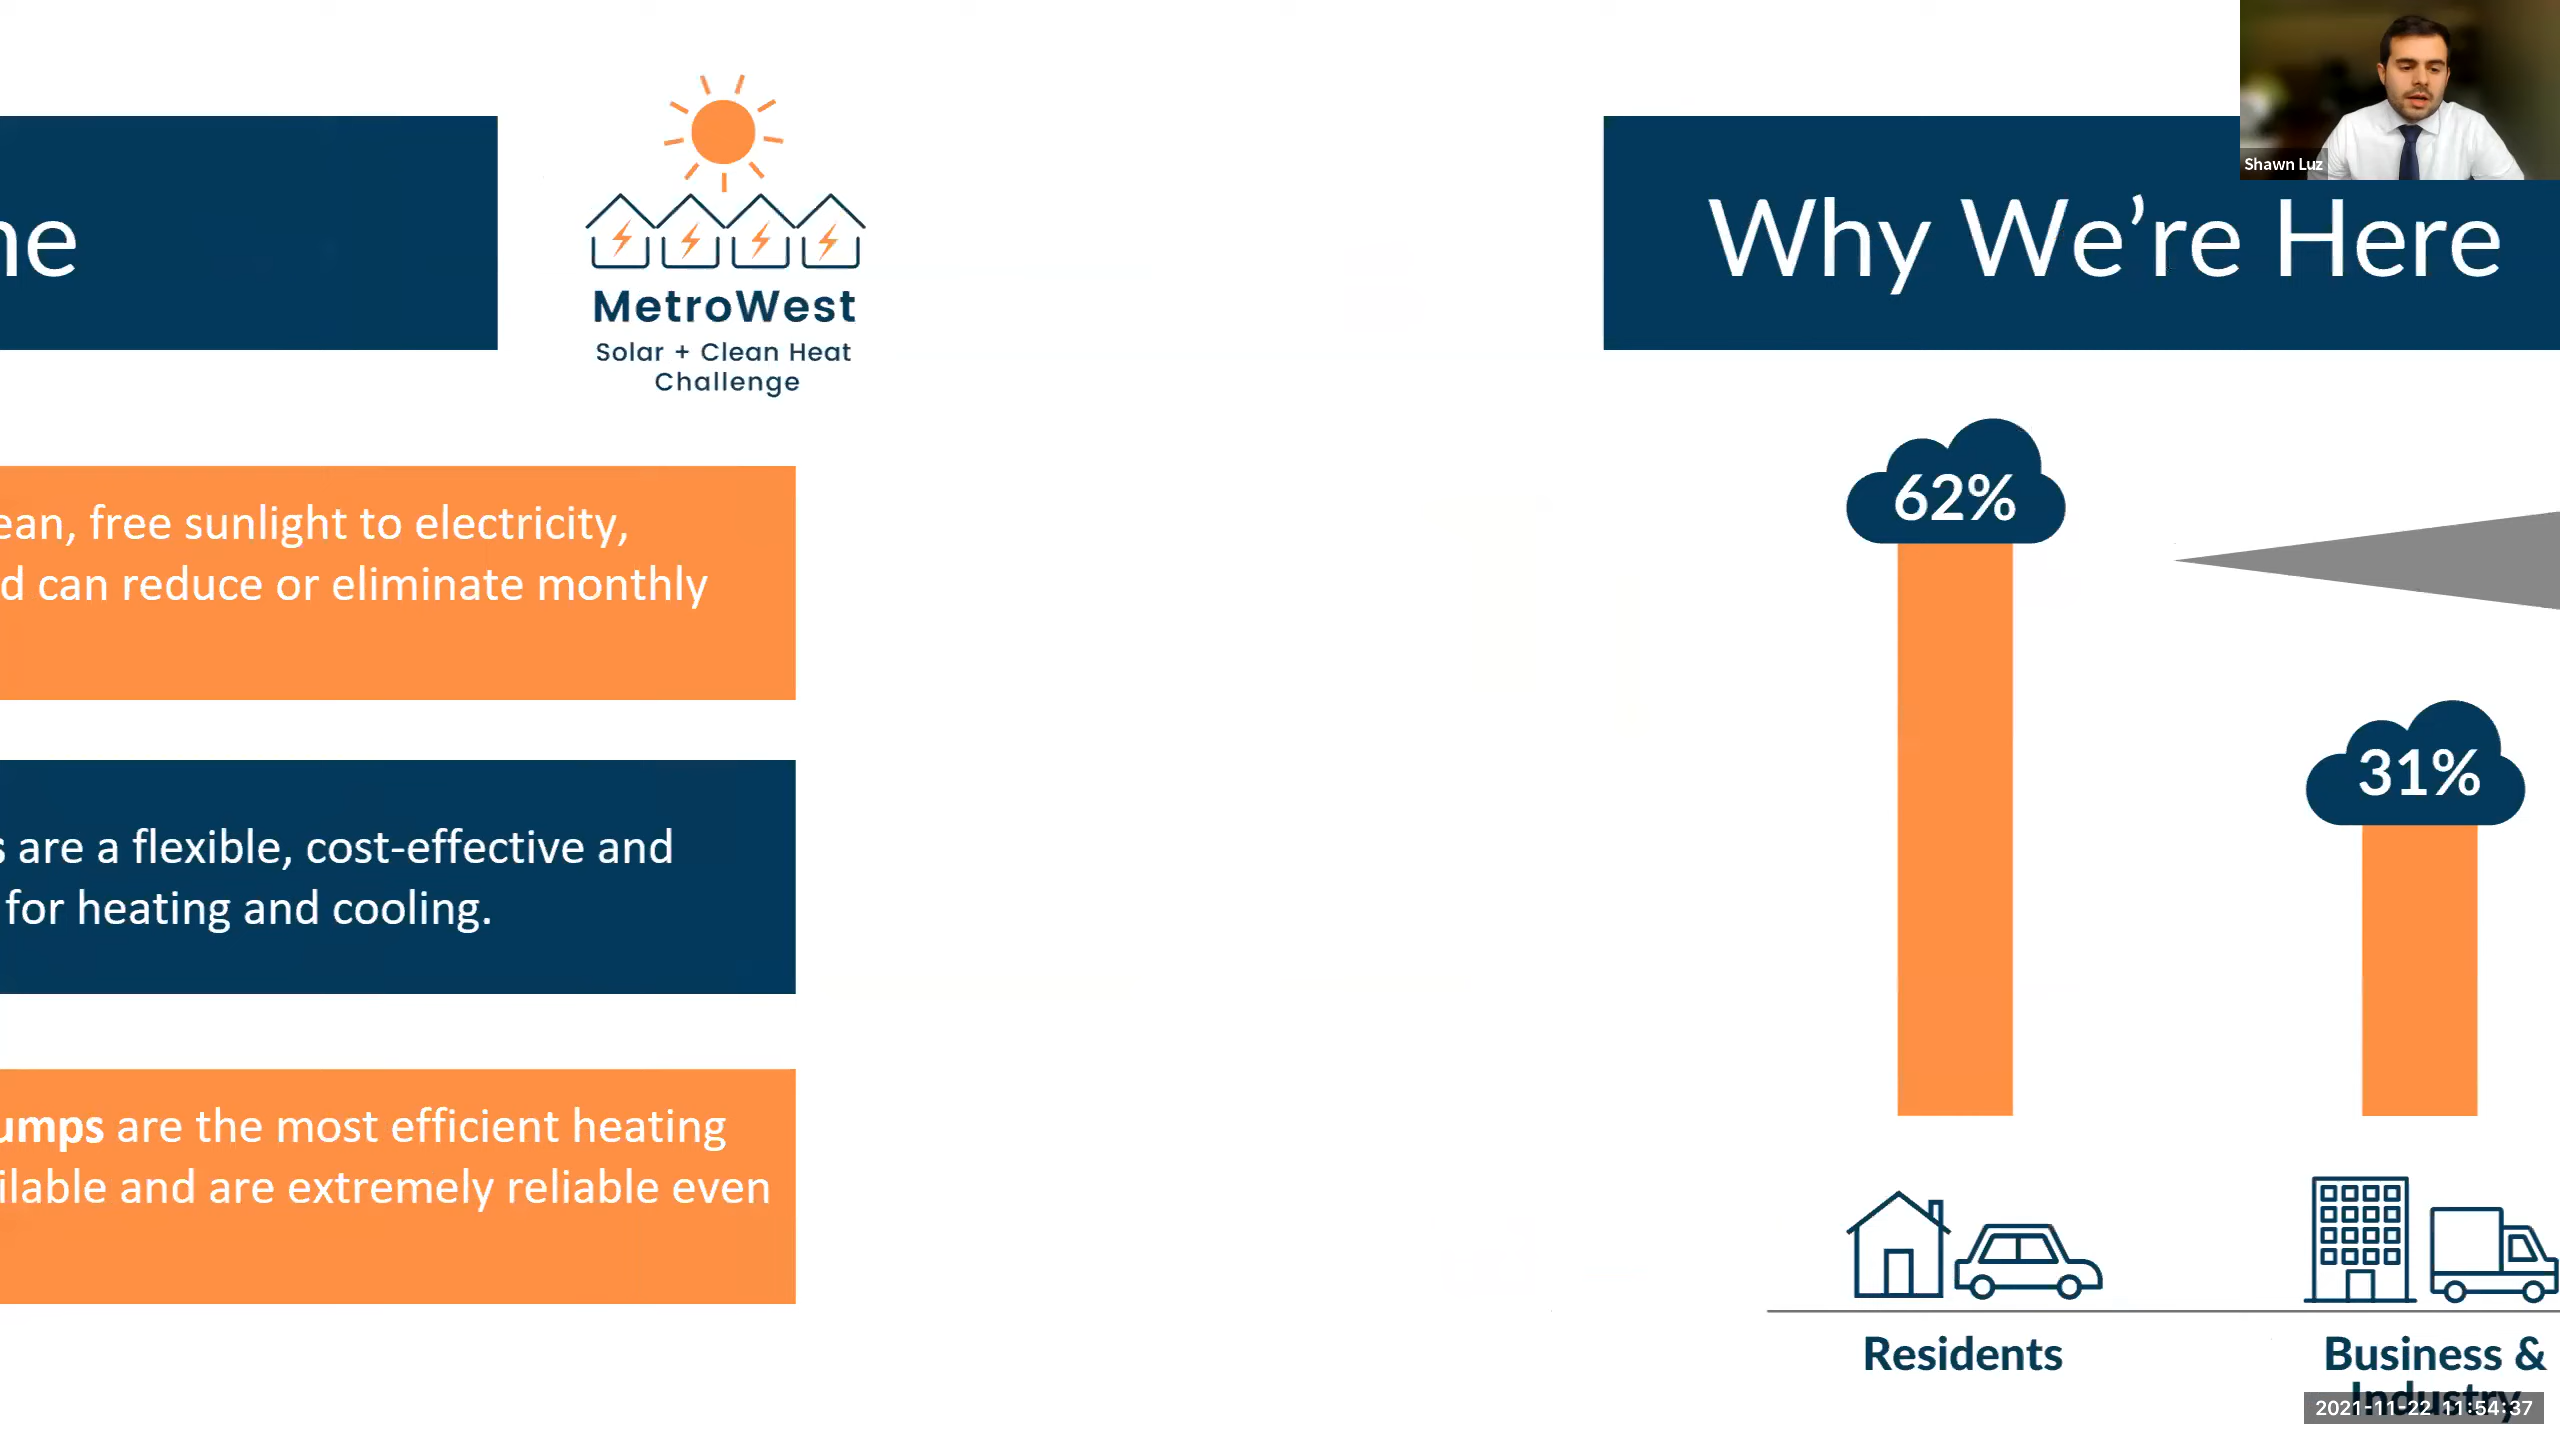 ne
MetroWest
Solar + Clean Heat
Challenge
ean, free sunlight to electricity,
d can reduce or eliminate monthly
s are a flexible, cost-effective and
for heating and cooling.
umps are the most efficient heating
ilable and are extremely reliable even
Shawn Luz
Why We’re Here
62%
31%
Residents
Business &
Industry
2021-11-22 11:54:37